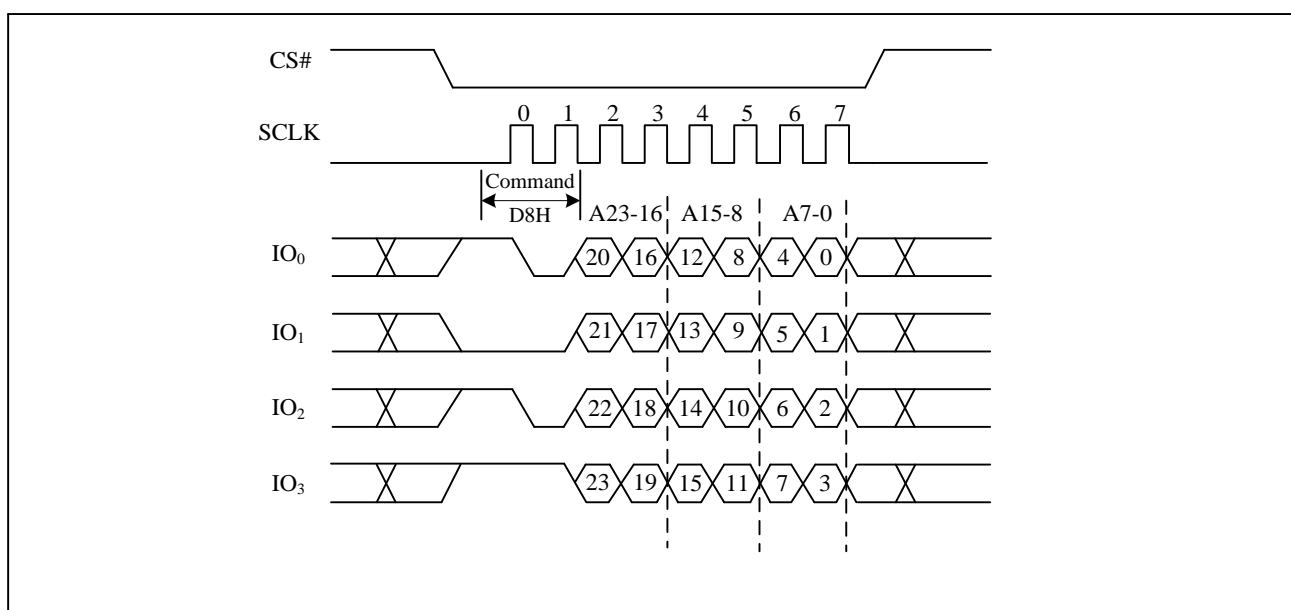 CS#
0 1 2 3 4 5 6 7
SCLK
Command
D8H
A23-16 A15-8 A7-0
IO0 20 16 12 8 4 0
IO1 21 17 13 9 5 1
IO2 22 18 14 10 6 2
IO3 23 19 15 11 7 3